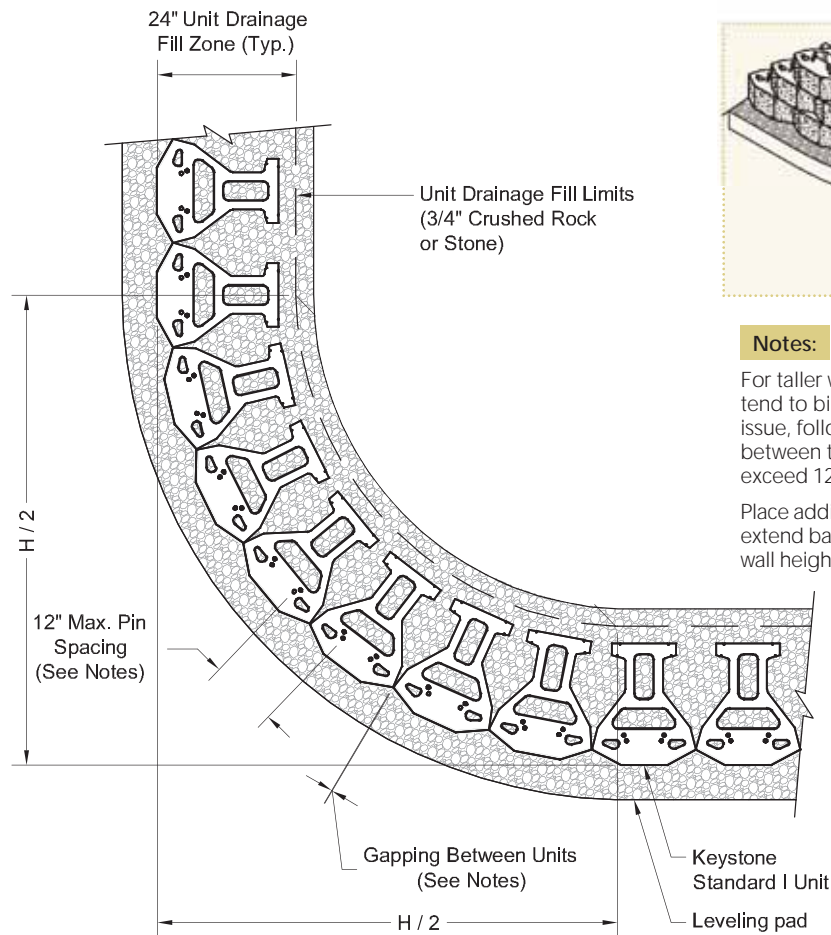 24" Unit Drainage
Fill Zone (Typ.)
Unit Drainage Fill Limits
(3/4" Crushed Rock
or Stone)
Notes:
For taller w
tend to bi
issue, follo
between t
exceed 12
Place add
extend ba
wall heigh
H / 2
12" Max. Pin
Spacing
(See Notes)
Gapping Between Units
(See Notes)
Keystone
Standard I Unit
Leveling pad
H / 2